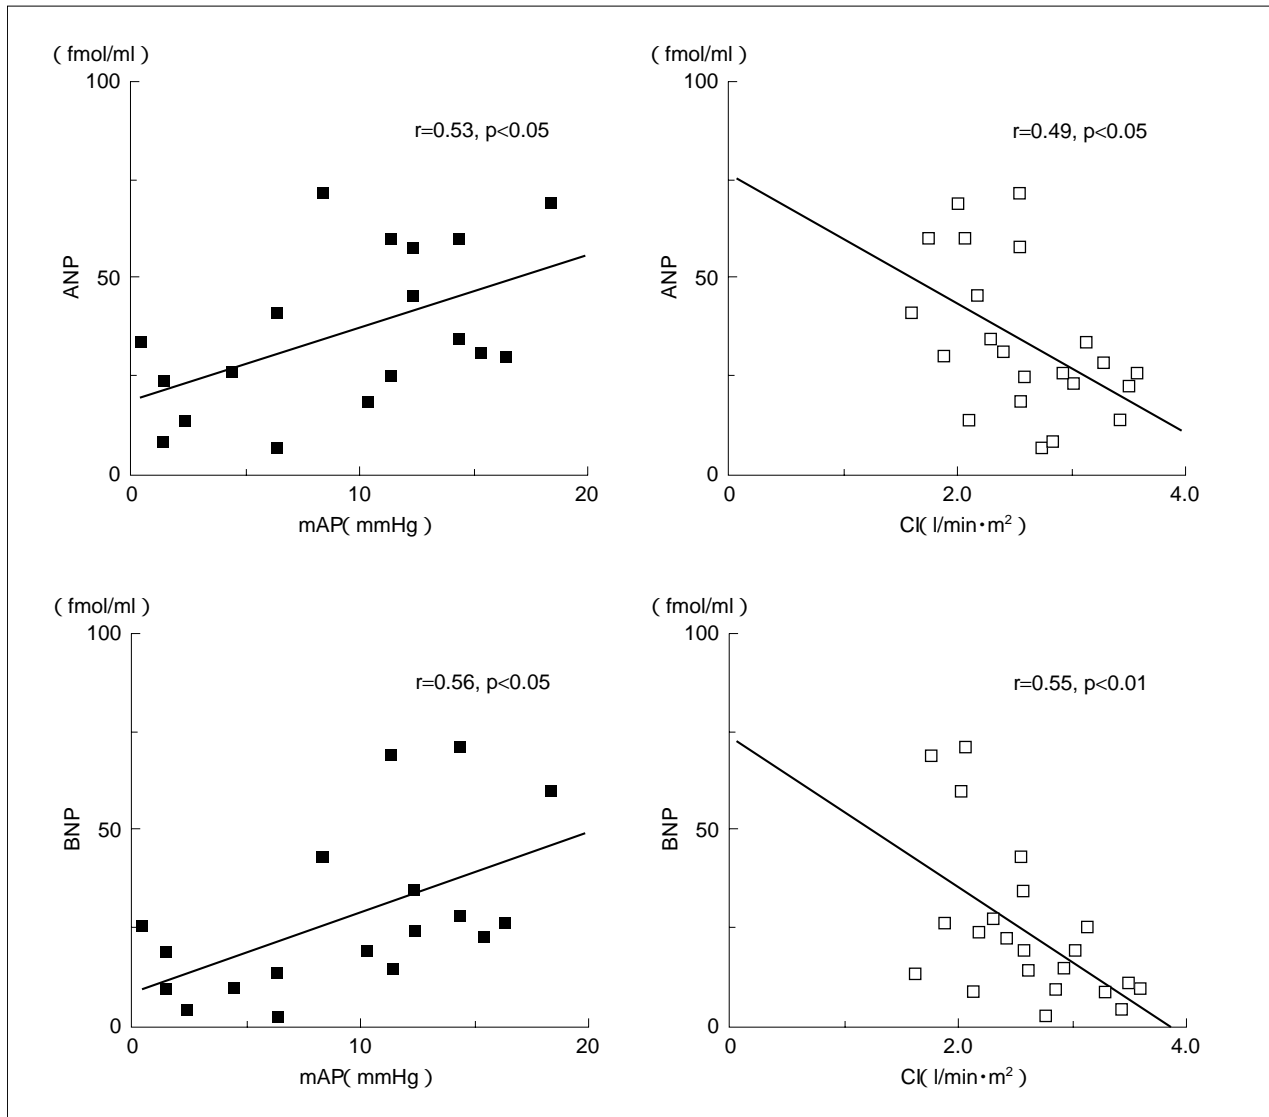 ( fmol/ml )
100
50
0
ANP
r=0.53, p<0.05
0 10 20
mAP( mmHg )
( fmol/ml )
100
50
0
ANP
r=0.49, p<0.05
0 2.0 4.0
CI( l/min・m²)
( fmol/ml )
100
50
0
BNP
r=0.56, p<0.05
0 10 20
mAP( mmHg )
( fmol/ml )
100
50
0
BNP
r=0.55, p<0.01
0 2.0 4.0
CI( l/min・m²)